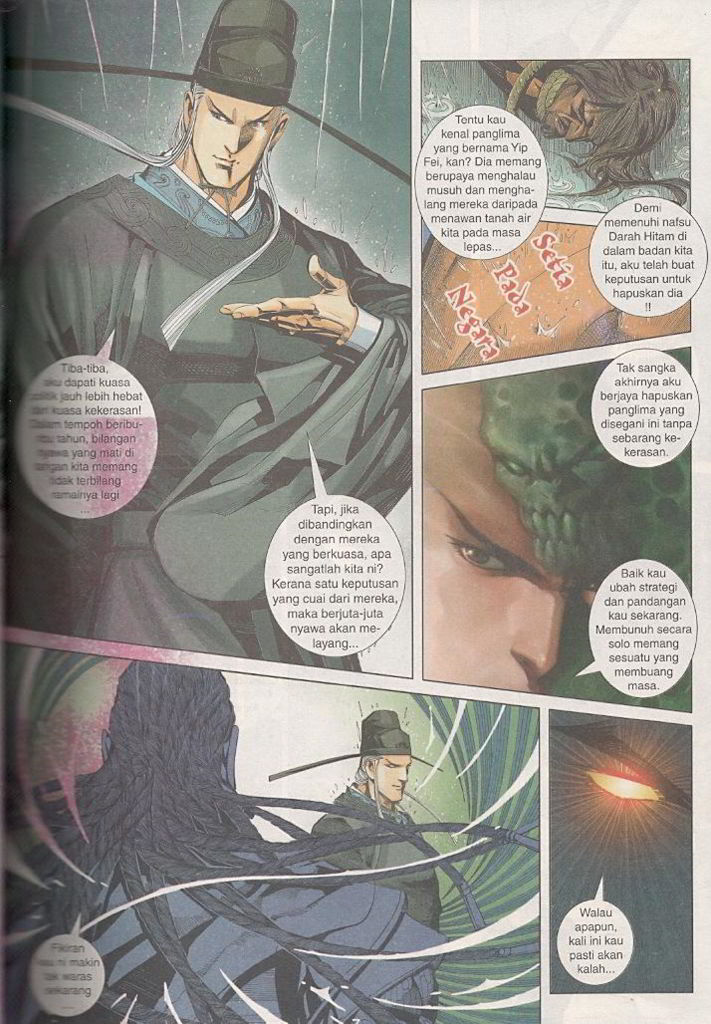 Tentu kau
kenal panglima
yang bernama Yip
Fei, kan? Dia memang
berupaya menghalau
musuh dan mengha-
lang mereka daripada
menawan tanah air
kita pada masa
lepas...
Demi
memenuhi nafsu
Darah Hitam di
dalam badan kita
itu, aku telah buat
keputusan untuk
hapuskan dia
!!
Setia
Pada
Negara
Tiba-tiba,
aku dapati kuasa
politik jauh lebih hebat
dari kuasa kekerasan!
Dalam tempoh beribu-
ribu tahun, bilangan
nyawa yang mati di
tangan kita memang
tidak terbilang
ramainya lagi
...
Tapi, jika
dibandingkan
dengan mereka
yang berkuasa, apa
sangatlah kita ni?
Kerana satu keputusan
yang cuai dari mereka,
maka berjuta-juta
nyawa akan me-
layang...
Tak sangka
akhirnya aku
berjaya hapuskan
panglima yang
disegani ini tanpa
sebarang ke-
kerasan.
Baik kau
ubah strategi
dan pandangan
kau sekarang.
Membunuh secara
solo memang
sesuatu yang
membuang
masa.
Fikiran
kau ni makin
tak waras
sekarang
...
Walau
apapun,
kali ini kau
pasti akan
kalah...